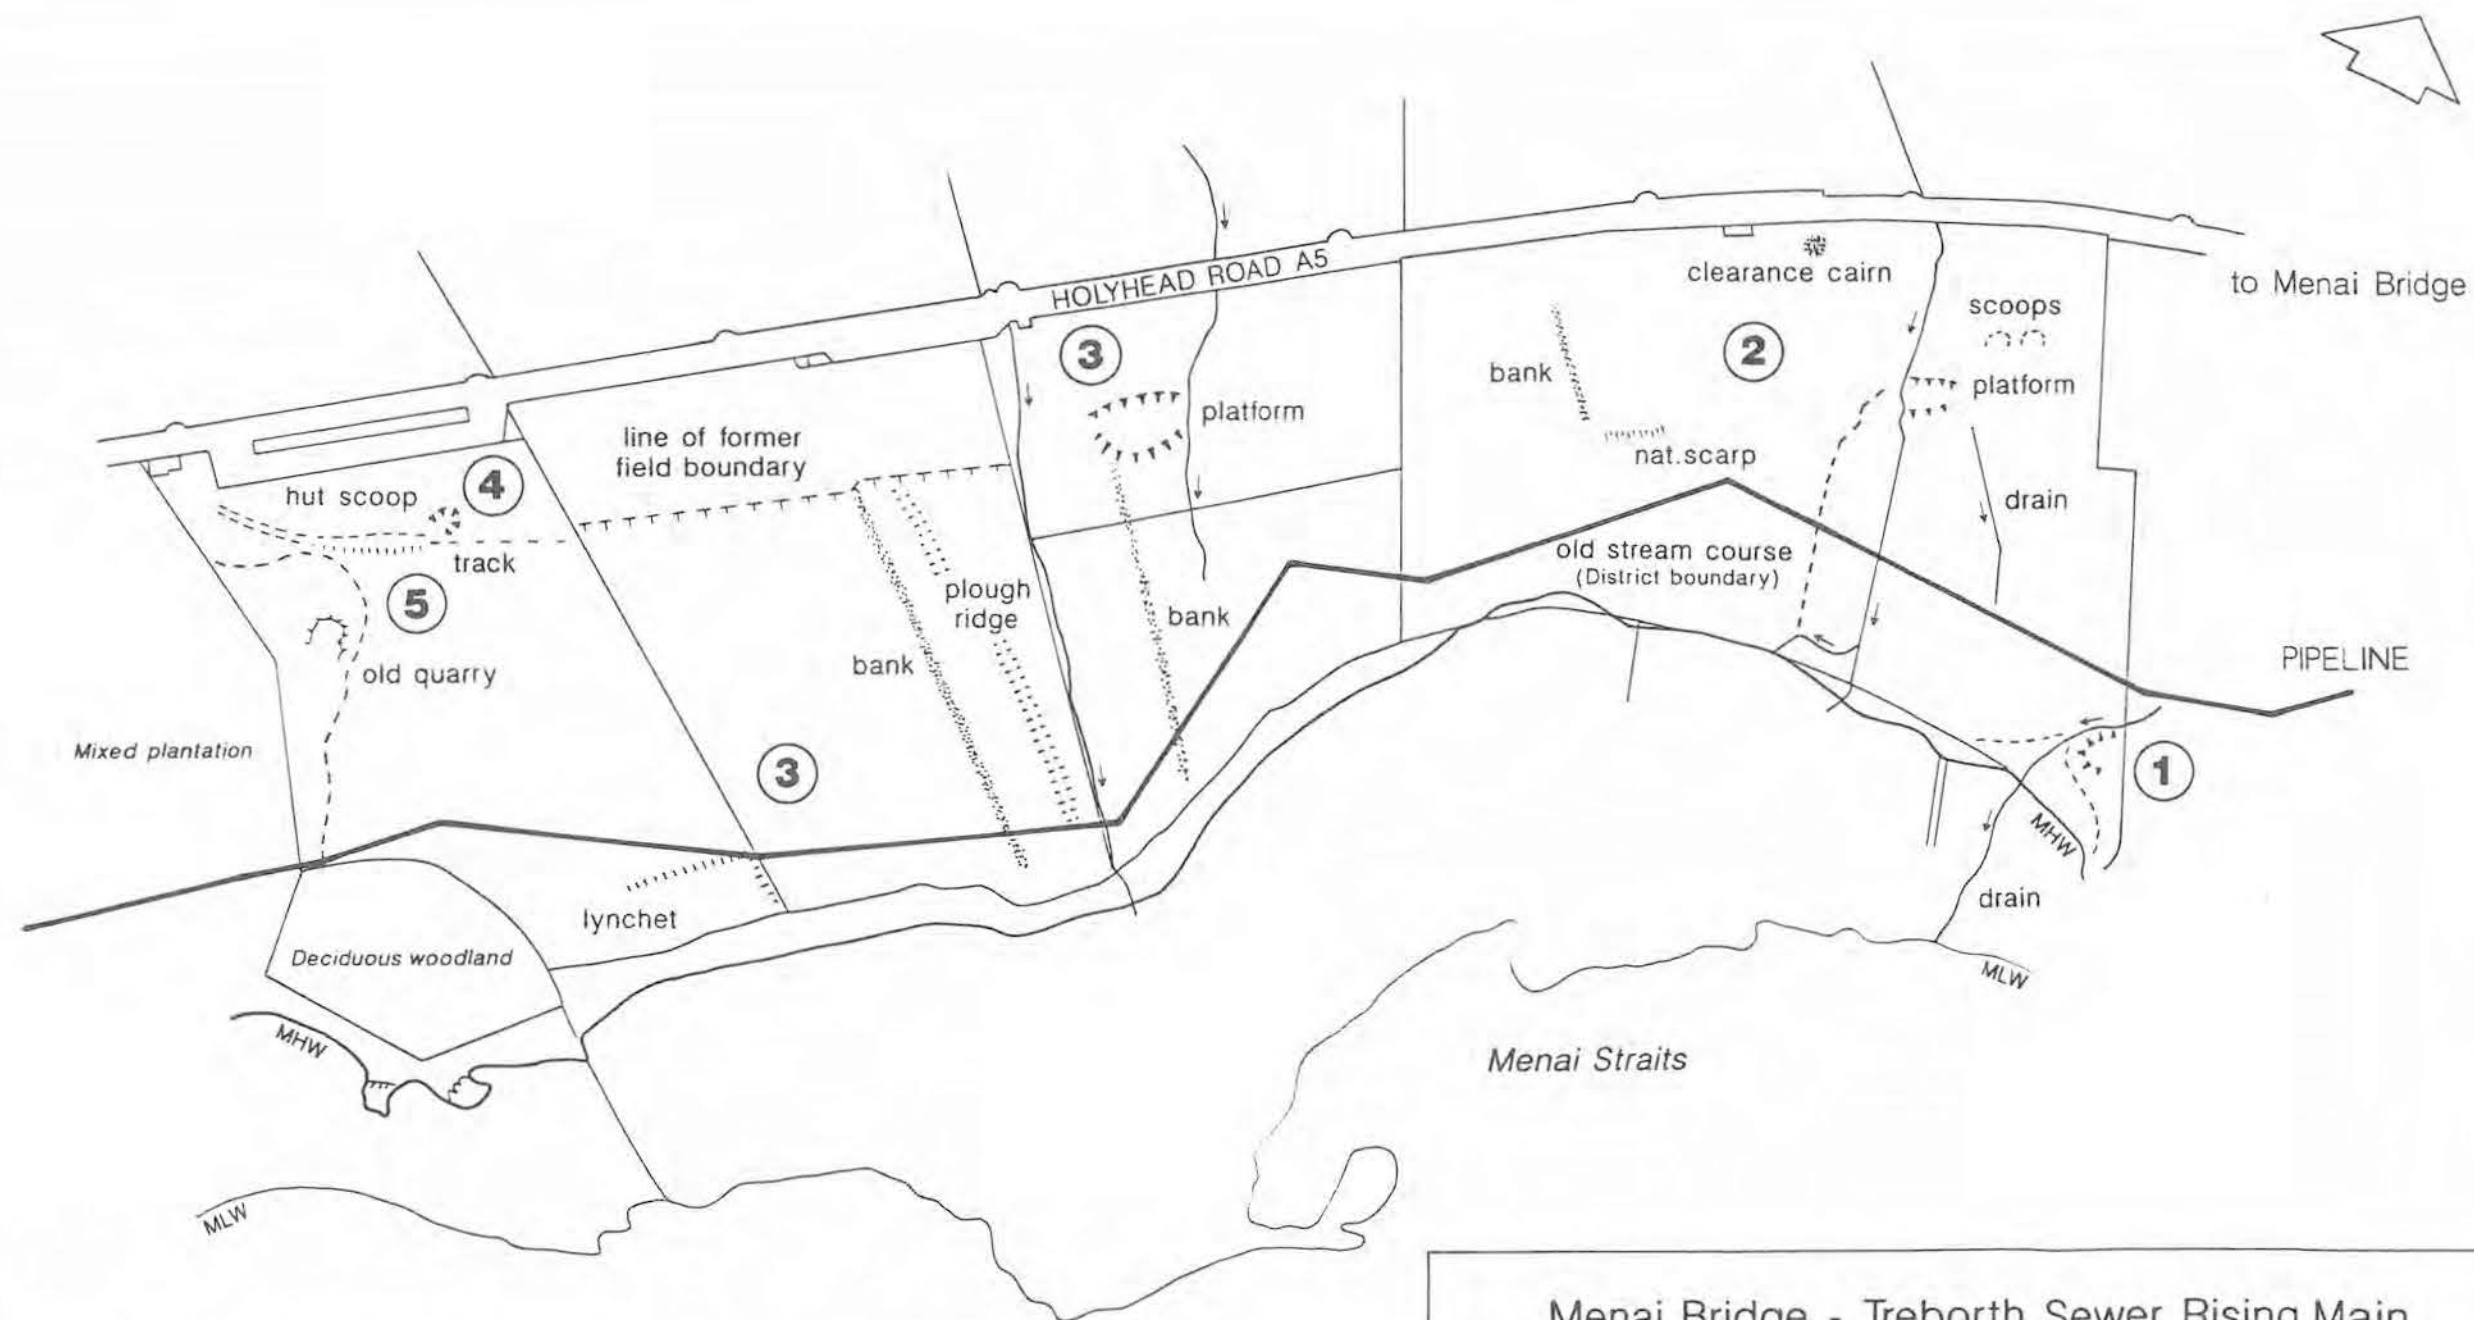 HOLYHEAD ROAD A5
to Menai Bridge
clearance cairn
scoops
2
bank
platform
nat.scarp
drain
3
platform
line of former
field boundary
4
hut scoop
track
5
old quarry
plough
ridge
bank
bank
old stream course
(District boundary)
PIPELINE
Mixed plantation
3
1
MHW
drain
lynchet
Deciduous woodland
MHW
MLW
Menai Straits
MLW
Menai Bridge - Treborth Sewer Rising Main